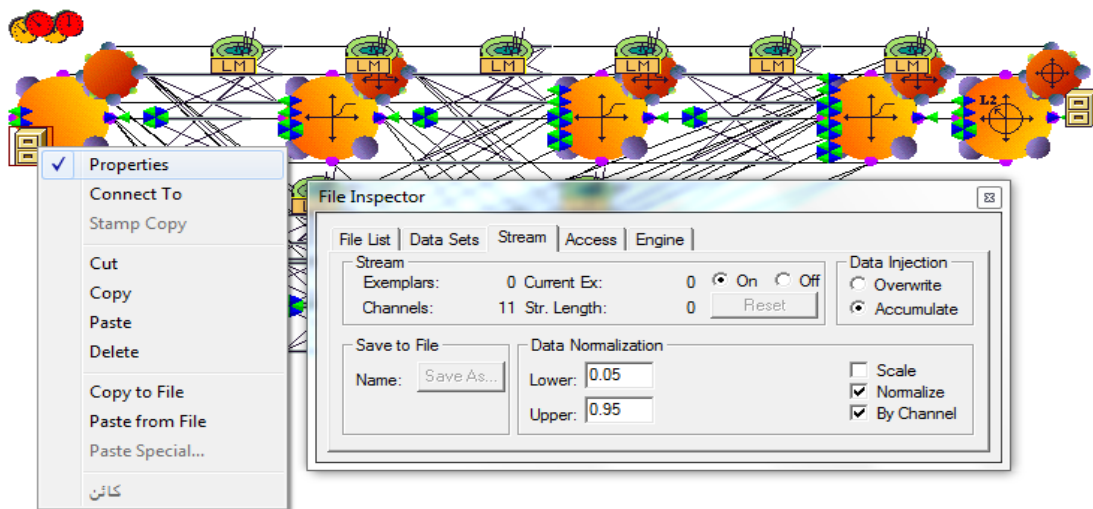 LM LM LM LM LM LM
L2
Properties
Connect To
Stamp Copy
Cut
Copy
Paste
Delete
Copy to File
Paste from File
Paste Special...
كائن
File Inspector
File List Data Sets Stream Access Engine
Stream
Exemplars: 0 Current Ex: 0 On Off
Channels: 11 Str. Length: 0 Reset
Data Injection
Overwrite
Accumulate
Save to File
Name: Save As...
Data Normalization
Lower: 0.05
Upper: 0.95
Scale
Normalize
By Channel